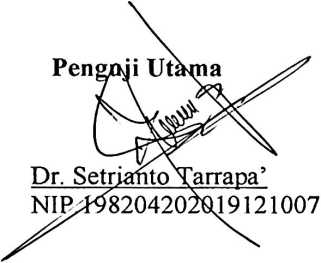 Penguji Utama
Dr. Setrianto Tarrapa’
NIP 198204202019121007